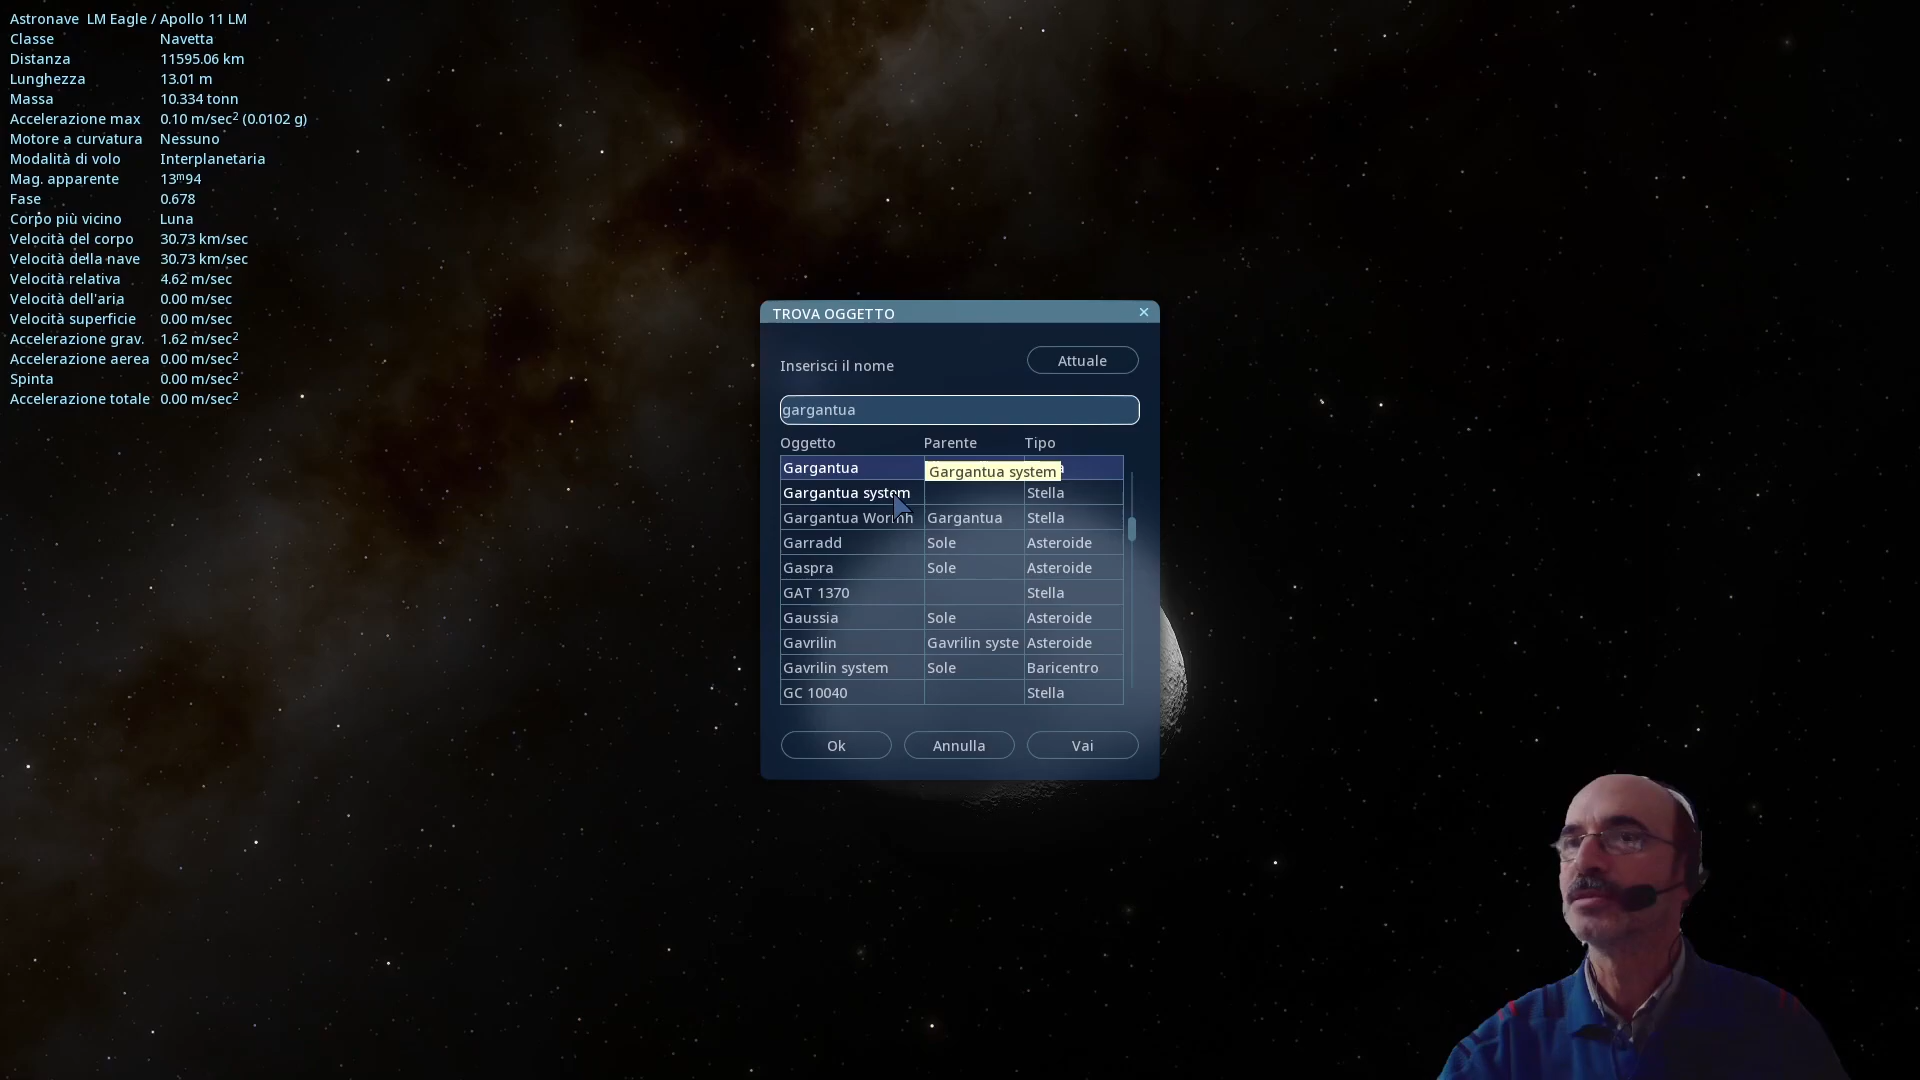 Astronave LM Eagle / Apollo 11 LM
Classe Navetta
Distanza 11595.06 km
Lunghezza 13.01 m
Massa 10.334 tonn
Accelerazione max 0.10 m/sec² (0.0102 g)
Motore a curvatura Nessuno
Modalità di volo Interplanetaria
Mag. apparente 13ᵐ94
Fase 0.678
Corpo più vicino Luna
Velocità del corpo 30.73 km/sec
Velocità della nave 30.73 km/sec
Velocità relativa 4.62 m/sec
Velocità dell'aria 0.00 m/sec
Velocità superficie 0.00 m/sec
Accelerazione grav. 1.62 m/sec²
Accelerazione aerea 0.00 m/sec²
Spinta 0.00 m/sec²
Accelerazione totale 0.00 m/sec²
TROVA OGGETTO
Inserisci il nome Attuale
gargantua
Oggetto Parente Tipo
Gargantua Gargantua system
Gargantua system Stella
Gargantua Gargantua Stella
Garradd Sole Asteroide
Gaspra Sole Asteroide
GAT 1370 Stella
Gaussia Sole Asteroide
Gavrilin Gavrilin syste Asteroide
Gavrilin system Sole Baricentro
GC 10040 Stella
Ok Annulla Vai